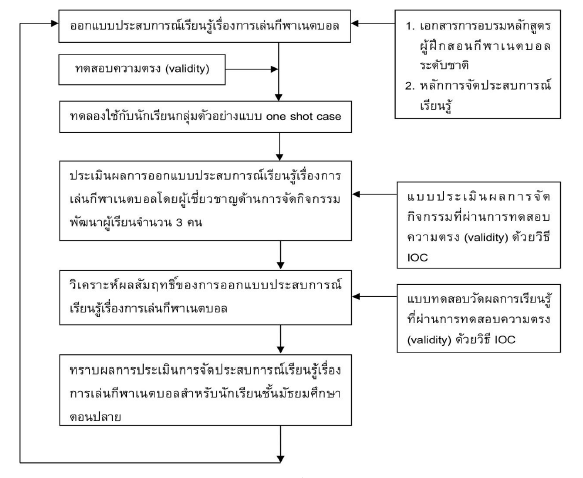 ออกแบบประสบการณ์เรียนรู้เรื่องการเล่นกีฬาเนตบอล
1. เอกสารการอบรมหลักสูตร
ผู้ฝึกสอนกีฬาเนตบอล
ระดับชาติ
2. หลักการจัดประสบการณ์
เรียนรู้
ทดสอบความตรง (validity)
ทดลองใช้กับนักเรียนกลุ่มตัวอย่างแบบ one shot case
ประเมินผลการออกแบบประสบการณ์เรียนรู้เรื่องการ
เล่นกีฬาเนตบอลโดยผู้เชี่ยวชาญด้านการจัดกิจกรรม
พัฒนาผู้เรียนจำนวน 3 คน
แบบประเมินผลการจัด
กิจกรรมที่ผ่านการทดสอบ
ความตรง (validity) ด้วยวิธี
IOC
วิเคราะห์ผลสัมฤทธิ์ของการออกแบบประสบการณ์
เรียนรู้เรื่องการเล่นกีฬาเนตบอล
แบบทดสอบวัดผลการเรียนรู้
ที่ผ่านการทดสอบความตรง
(validity) ด้วยวิธี IOC
ทราบผลการประเมินการจัดประสบการณ์เรียนรู้เรื่อง
การเล่นกีฬาเนตบอลสำหรับนักเรียนชั้นมัธยมศึกษา
ตอนปลาย